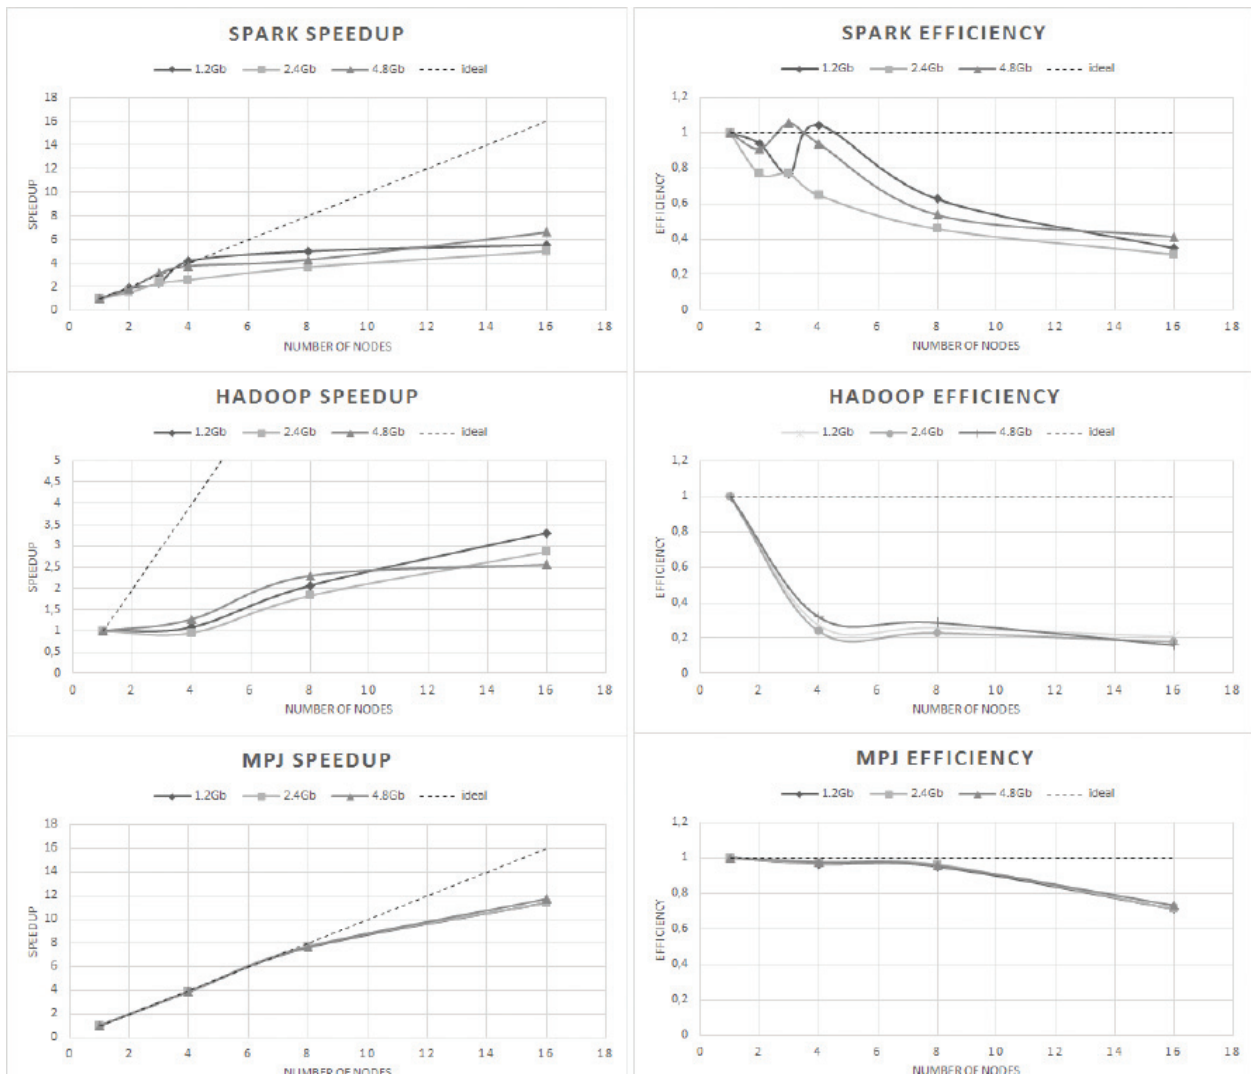 SPARK SPEEDUP
1.2Gb 2.4Gb 4.8Gb ideal
18
16
14
12
10
8
6
4
2
0
SPEEDUP
0 2 4 6 8 10 12 14 16 18
NUMBER OF NODES
SPARK EFFICIENCY
1.2Gb 2.4Gb 4.8Gb ideal
1,2
1
0,8
0,6
0,4
0,2
0
EFFICIENCY
0 2 4 6 8 10 12 14 16 18
NUMBER OF NODES
HADOOP SPEEDUP
1.2Gb 2.4Gb 4.8Gb ideal
5
4,5
4
3,5
3
2,5
2
1,5
1
0,5
0
SPEEDUP
0 2 4 6 8 10 12 14 16 18
NUMBER OF NODES
HADOOP EFFICIENCY
1.2Gb 2.4Gb 4.8Gb ideal
1,2
1
0,8
0,6
0,4
0,2
0
EFFICIENCY
0 2 4 6 8 10 12 14 16 18
NUMBER OF NODES
MPJ SPEEDUP
1.2Gb 2.4Gb 4.8Gb ideal
18
16
14
12
10
8
6
4
2
0
SPEEDUP
0 2 4 6 8 10 12 14 16 18
NUMBER OF NODES
MPJ EFFICIENCY
1.2Gb 2.4Gb 4.8Gb ideal
1,2
1
0,8
0,6
0,4
0,2
0
EFFICIENCY
0 2 4 6 8 10 12 14 16 18
NUMBER OF NODES